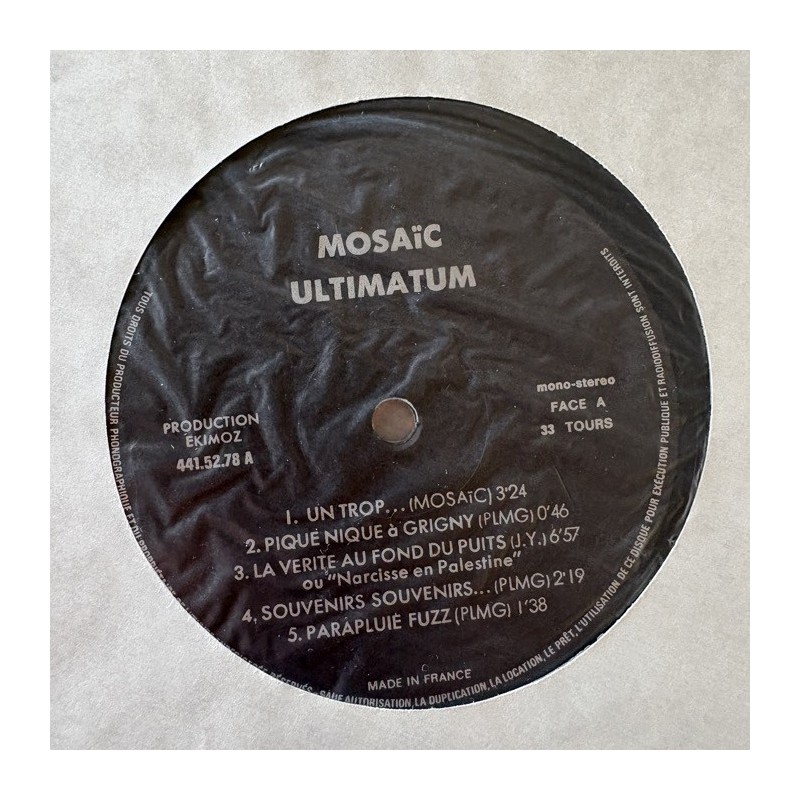 MOSAïC
ULTIMATUM
PRODUCTION
EKIMOZ
441.52.78 A
mono-stereo
FACE A
33 TOURS
1. UN TROP... (MOSAïC) 3'24
2. PIQUE NIQUE à GRIGNY (PLMG) 0'46
3. LA VERITE AU FOND DU PUITS (J.Y.) 6'57
ou "Narcisse en Palestine"
4, SOUVENIRS SOUVENIRS... (PLMG) 2'19
5. PARAPLUIE FUZZ (PLMG) 1'38
MADE IN FRANCE
TOUS DROITS DU PRODUCTEUR PHONOGRAPHIQUE ET DU RÉSERVÉS. SAUF AUTORISATION, LA DUPLICATION, LA LOCATION, LE PRÊT, L'UTILISATION DE CE DISQUE POUR EXÉCUTION PUBLIQUE ET RADIODIFFUSION SONT INTERDITS